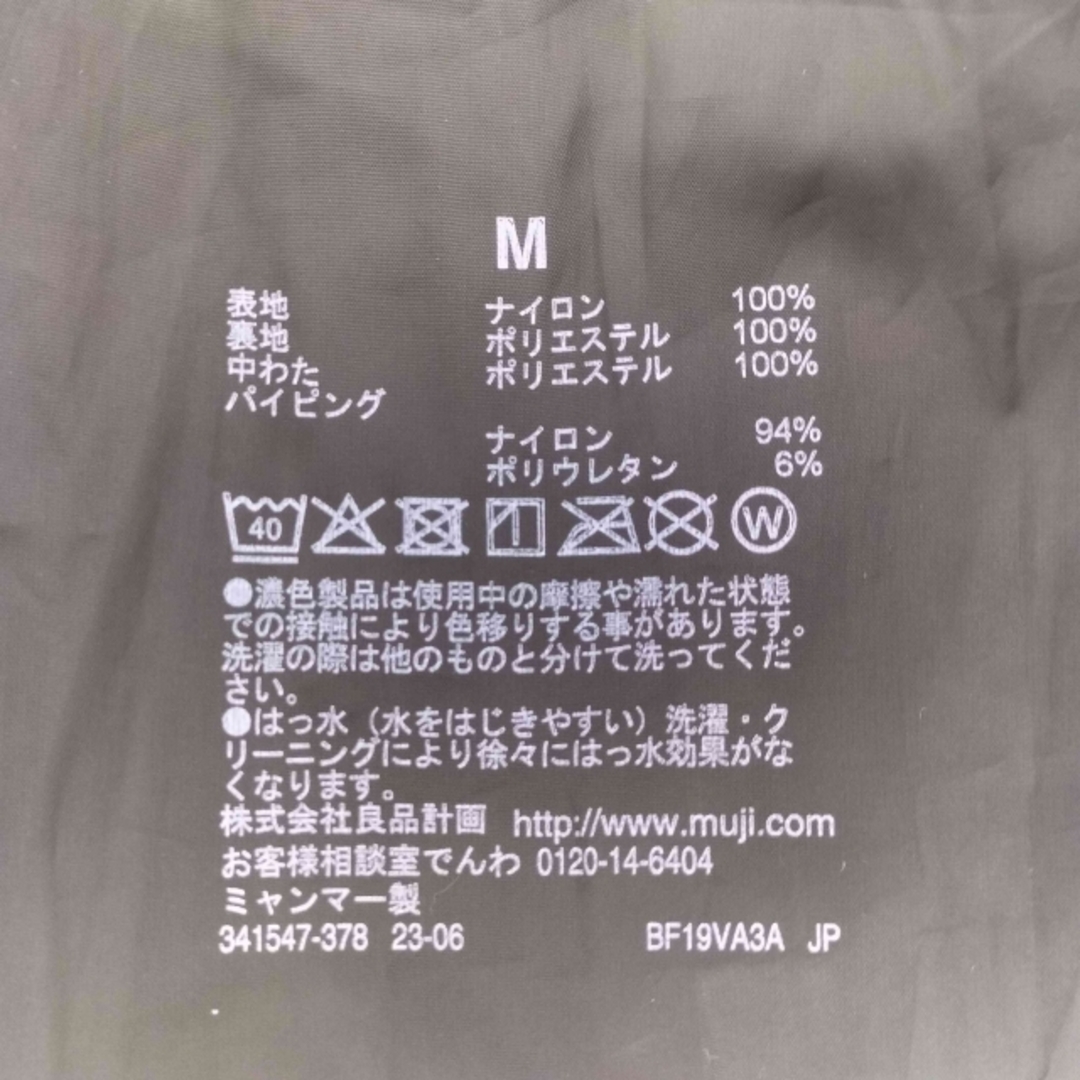 M
表地 ナイロン 100%
裏地 ポリエステル 100%
中わた ポリエステル 100%
パイピング
ナイロン 94%
ポリウレタン 6%
40 W
●濃色製品は使用中の摩擦や濡れた状態
での接触により色移りする事があります。
洗濯の際は他のものと分けて洗ってくだ
さい。
●はっ水（水をはじきやすい）洗濯・ク
リーニングにより徐々にはっ水効果がな
くなります。
株式会社良品計画 http://www.muji.com
お客様相談室でんわ 0120-14-6404
ミャンマー製
341547-378 23-06 BF19VA3A JP